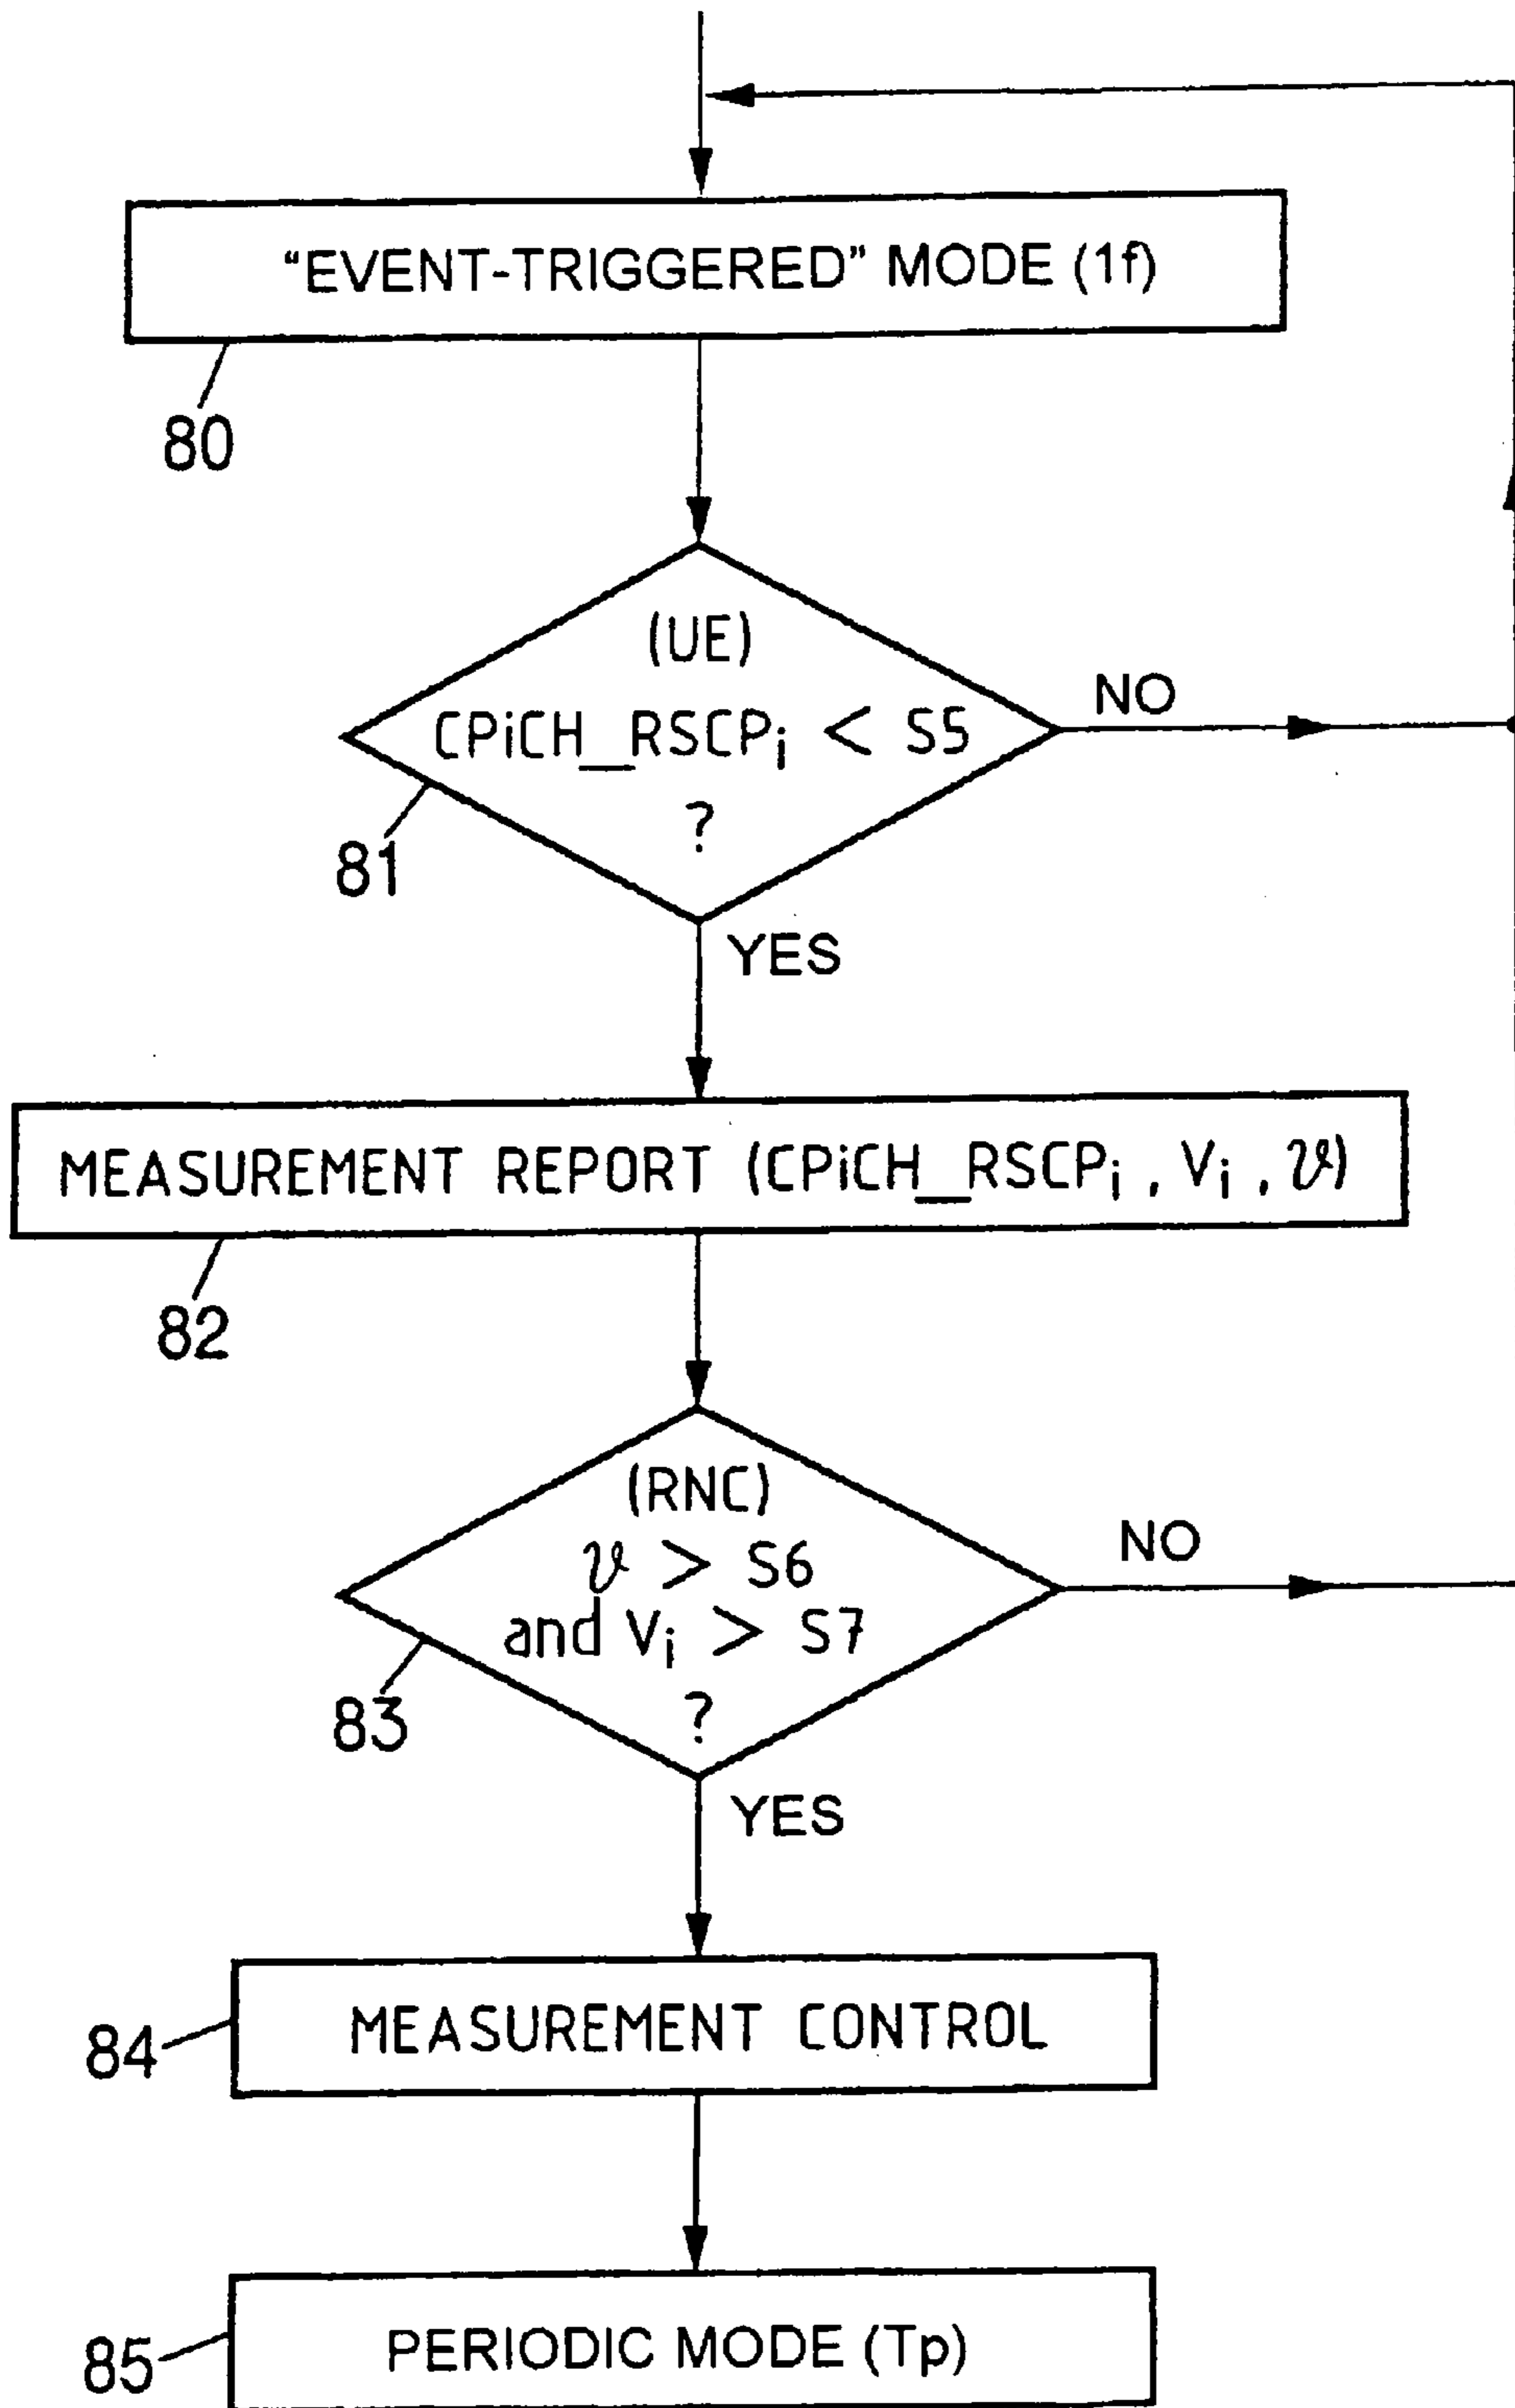 “EVENT-TRIGGERED” MODE (1f)
80
(UE)
CPiCH_RSCPi < S5
?
NO
81
YES
MEASUREMENT REPORT (CPiCH_RSCPi , Vi , ϑ)
82
(RNC)
ϑ > S6
and Vi > S7
?
NO
83
YES
MEASUREMENT CONTROL
84
PERIODIC MODE (Tp)
85